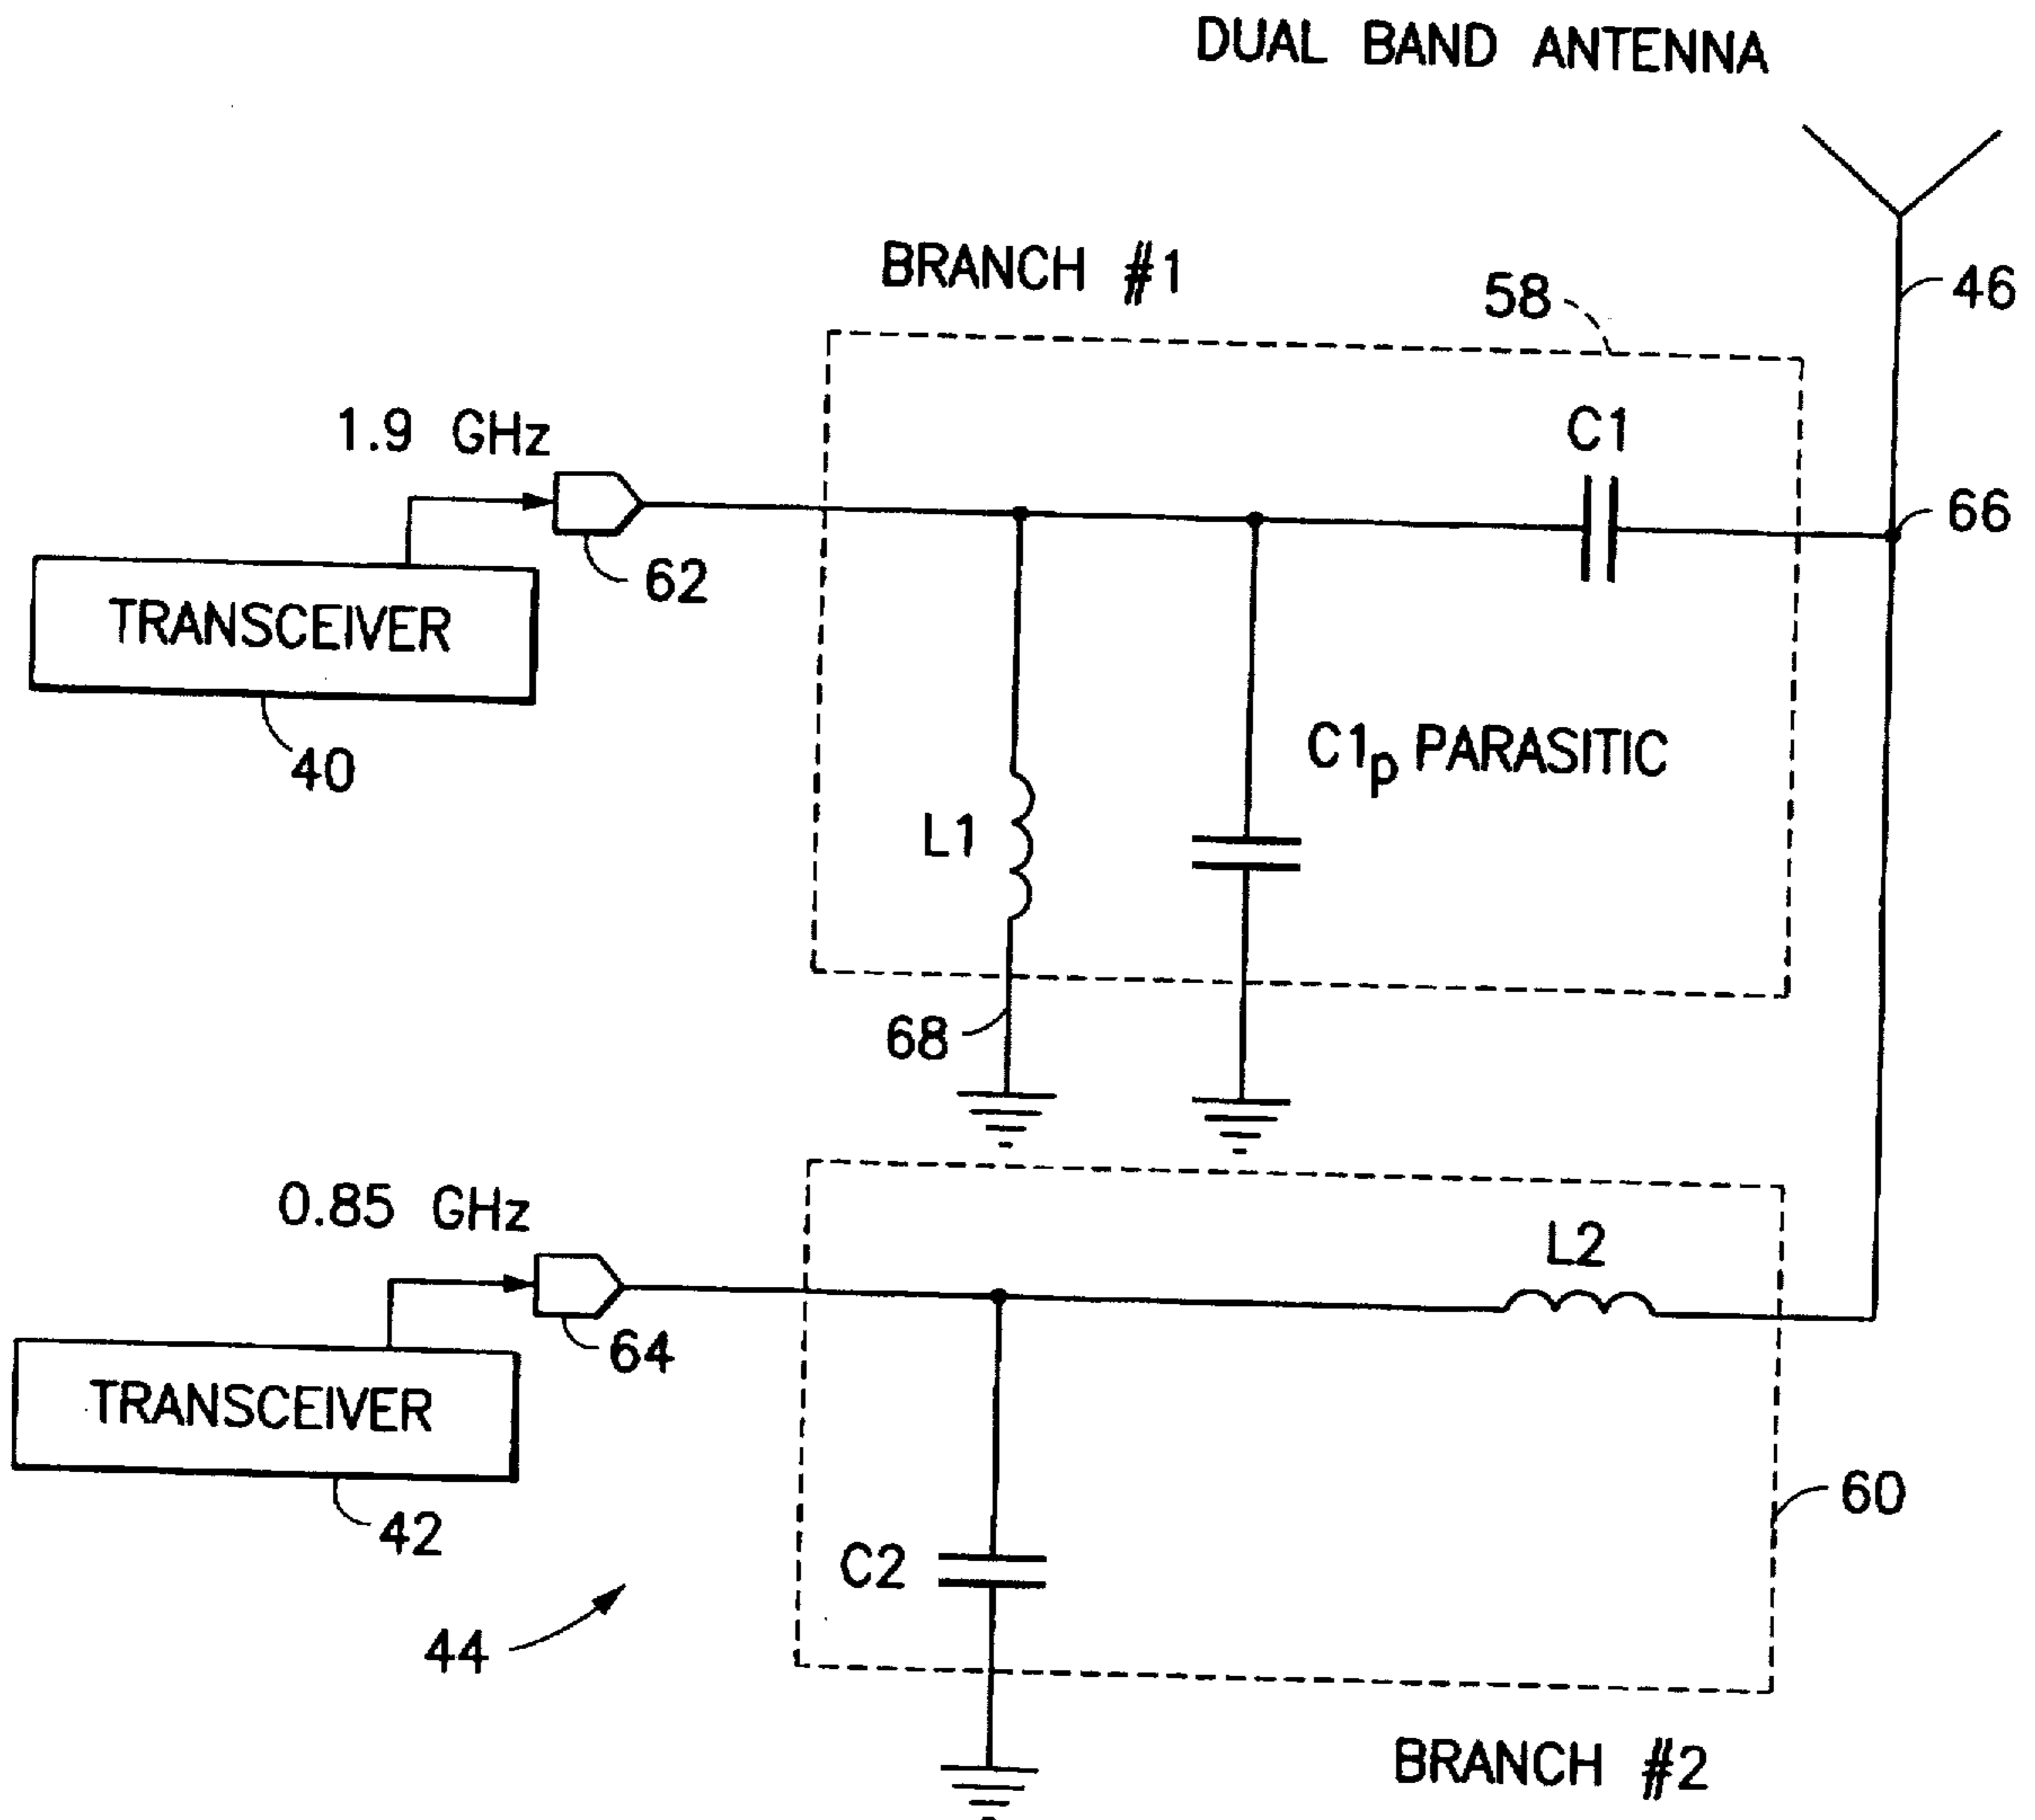 DUAL BAND ANTENNA
BRANCH #1
58
46
1.9 GHz
C1
66
62
TRANSCEIVER
40
C1p PARASITIC
L1
68
0.85 GHz
L2
64
TRANSCEIVER
42
60
C2
44
BRANCH #2